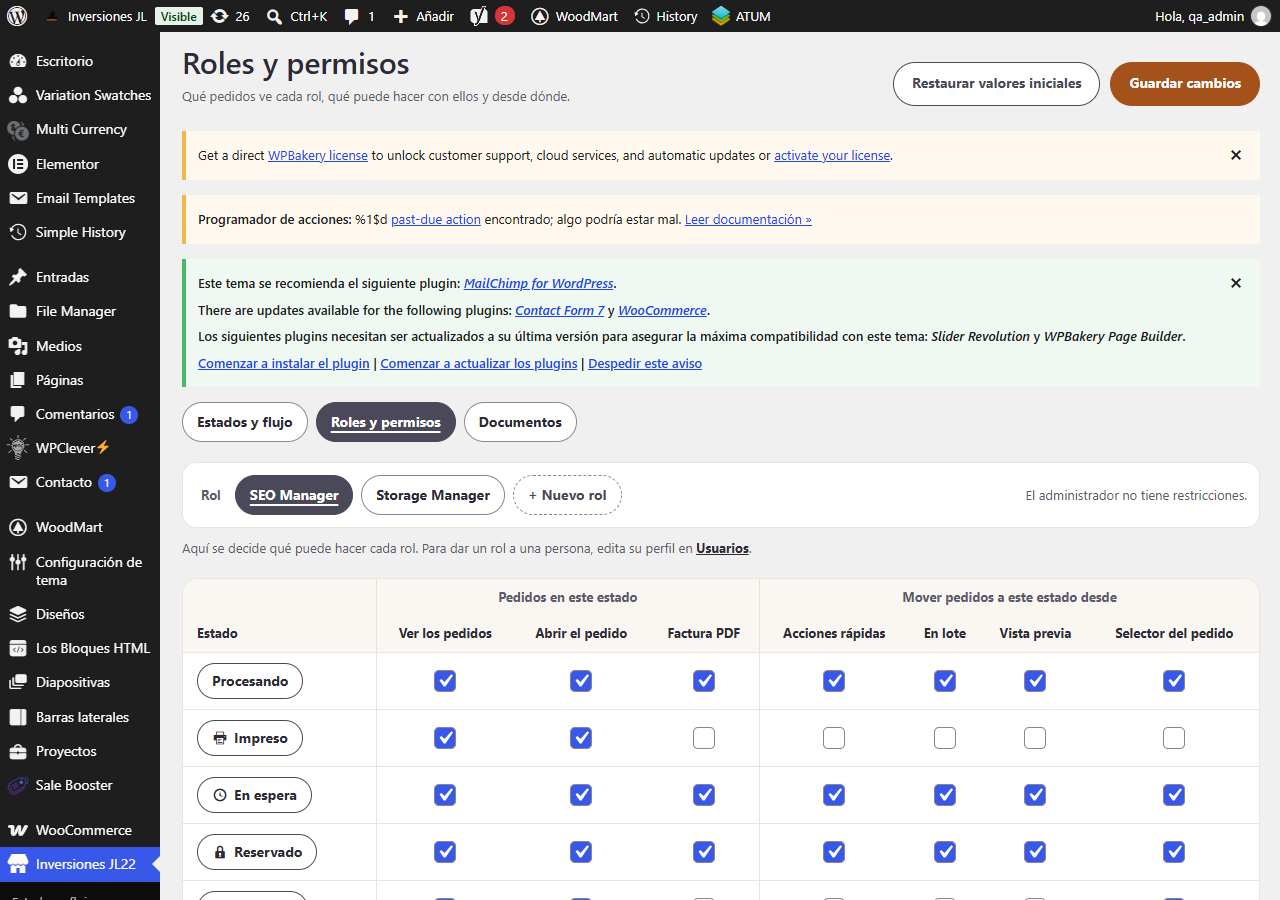 Inversiones JL Visible 26 Ctrl+K 1 Añadir 2 WoodMart History ATUM Hola, qa_admin
Escritorio
Variation Swatches
Multi Currency
Elementor
Email Templates
Simple History
Entradas
File Manager
Medios
Páginas
Comentarios 1
WPClever⚡
Contacto 1
WoodMart
Configuración de
tema
Diseños
Los Bloques HTML
Diapositivas
Barras laterales
Proyectos
Sale Booster
WooCommerce
Inversiones JL22
Roles y permisos
Qué pedidos ve cada rol, qué puede hacer con ellos y desde dónde.
Restaurar valores iniciales
Guardar cambios
Get a direct WPBakery license to unlock customer support, cloud services, and automatic updates or activate your license.
Programador de acciones: %1$d past-due action encontrado; algo podría estar mal. Leer documentación »
Este tema se recomienda el siguiente plugin: MailChimp for WordPress.
There are updates available for the following plugins: Contact Form 7 y WooCommerce.
Los siguientes plugins necesitan ser actualizados a su última versión para asegurar la máxima compatibilidad con este tema: Slider Revolution y WPBakery Page Builder.
Comenzar a instalar el plugin | Comenzar a actualizar los plugins | Despedir este aviso
Estados y flujo Roles y permisos Documentos
Rol SEO Manager Storage Manager + Nuevo rol El administrador no tiene restricciones.
Aquí se decide qué puede hacer cada rol. Para dar un rol a una persona, edita su perfil en Usuarios.
Pedidos en este estado Mover pedidos a este estado desde
Estado Ver los pedidos Abrir el pedido Factura PDF Acciones rápidas En lote Vista previa Selector del pedido
Procesando
Impreso
En espera
Reservado